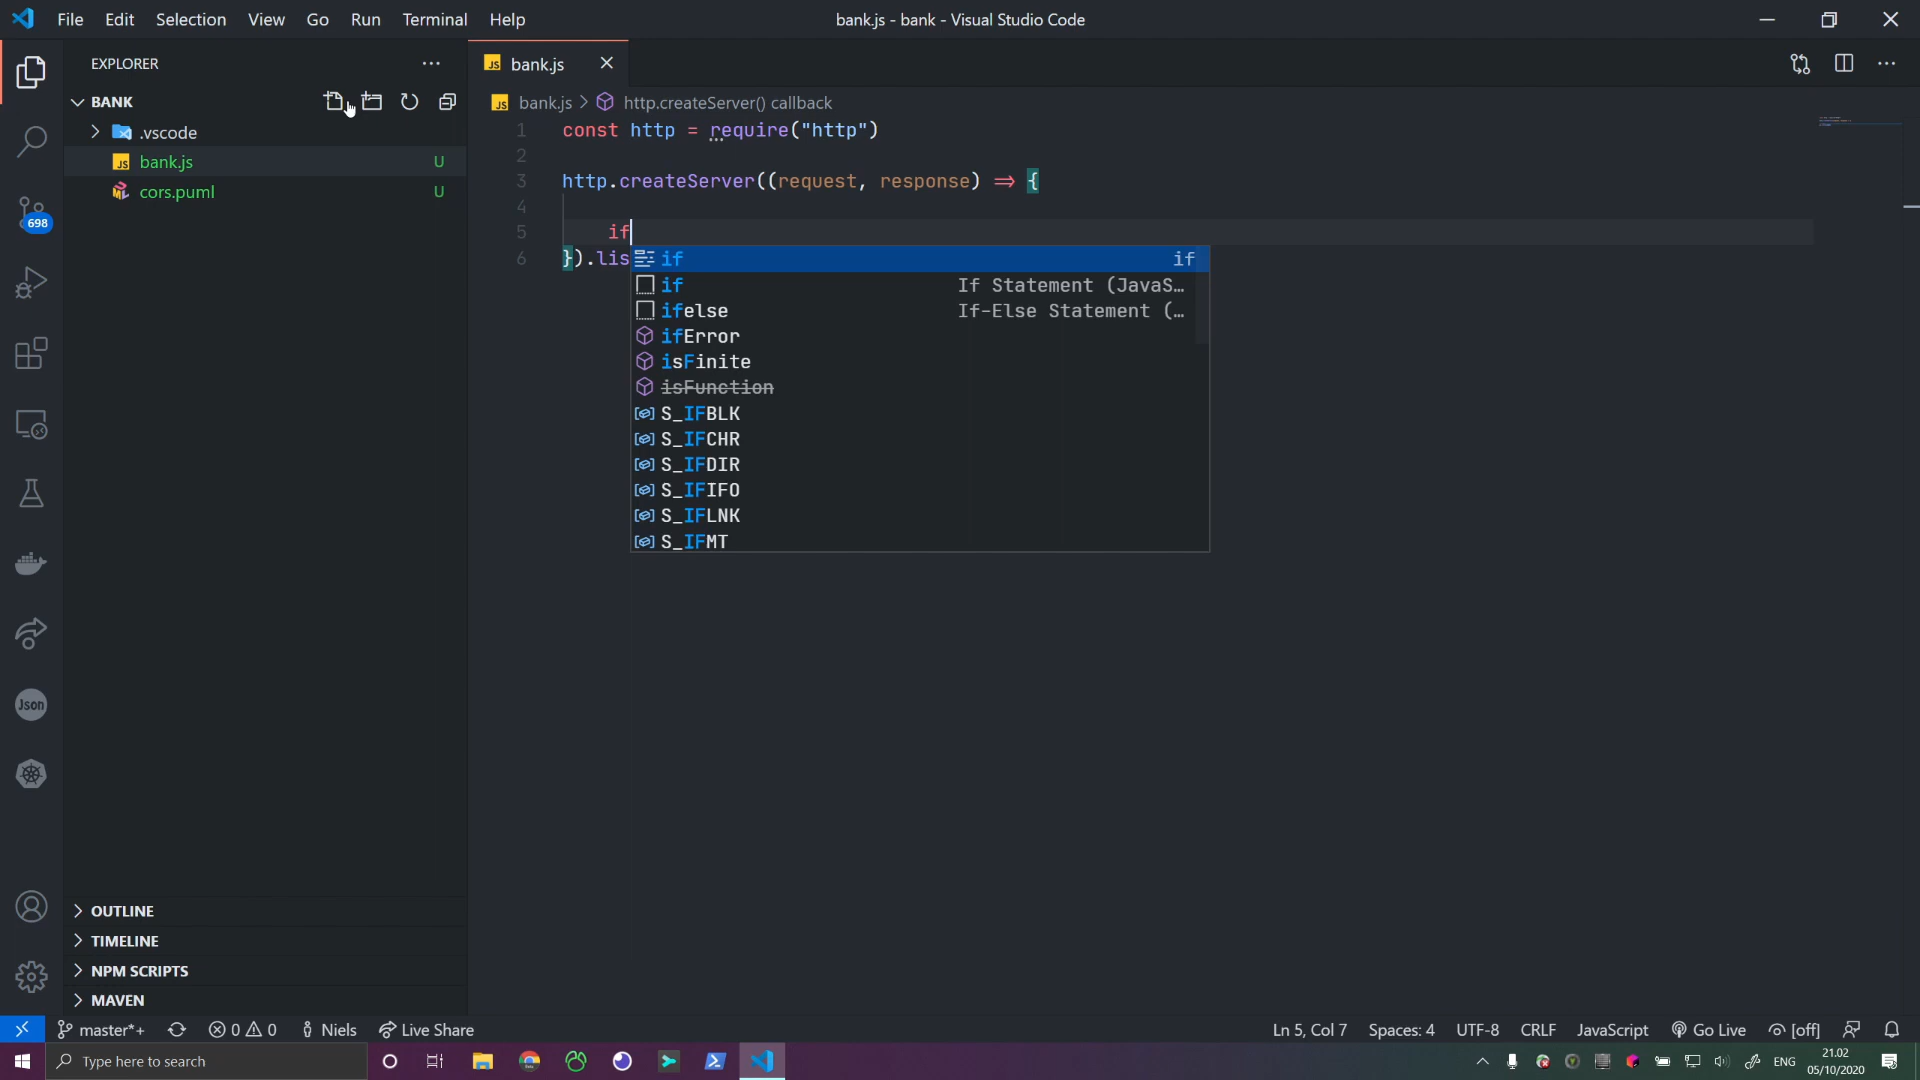 File Edit Selection View Go Run Terminal Help
bank.js - bank - Visual Studio Code
EXPLORER
BANK
.vscode
bank.js U
cors.puml U
698
Json
OUTLINE
TIMELINE
NPM SCRIPTS
MAVEN
bank.js
bank.js > http.createServer() callback
1 const http = require("http")
2
3 http.createServer((request, response) => {
4
5 if
6 }).lis
if if
if If Statement (JavaS…
ifelse If-Else Statement (…
ifError
isFinite
isFunction
S_IFBLK
S_IFCHR
S_IFDIR
S_IFIFO
S_IFLNK
S_IFMT
master*+ 0 0 Niels Live Share
Ln 5, Col 7 Spaces: 4 UTF-8 CRLF JavaScript Go Live [off]
Type here to search
ENG
21.02
05/10/2020